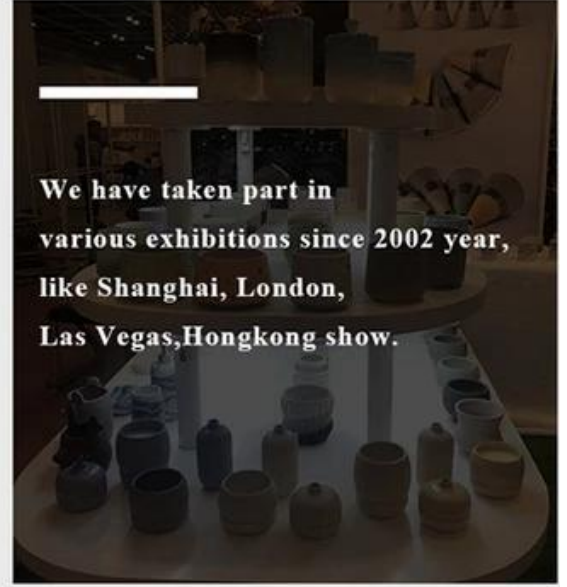 We have taken part in
various exhibitions since 2002 year,
like Shanghai, London,
Las Vegas,Hongkong show.